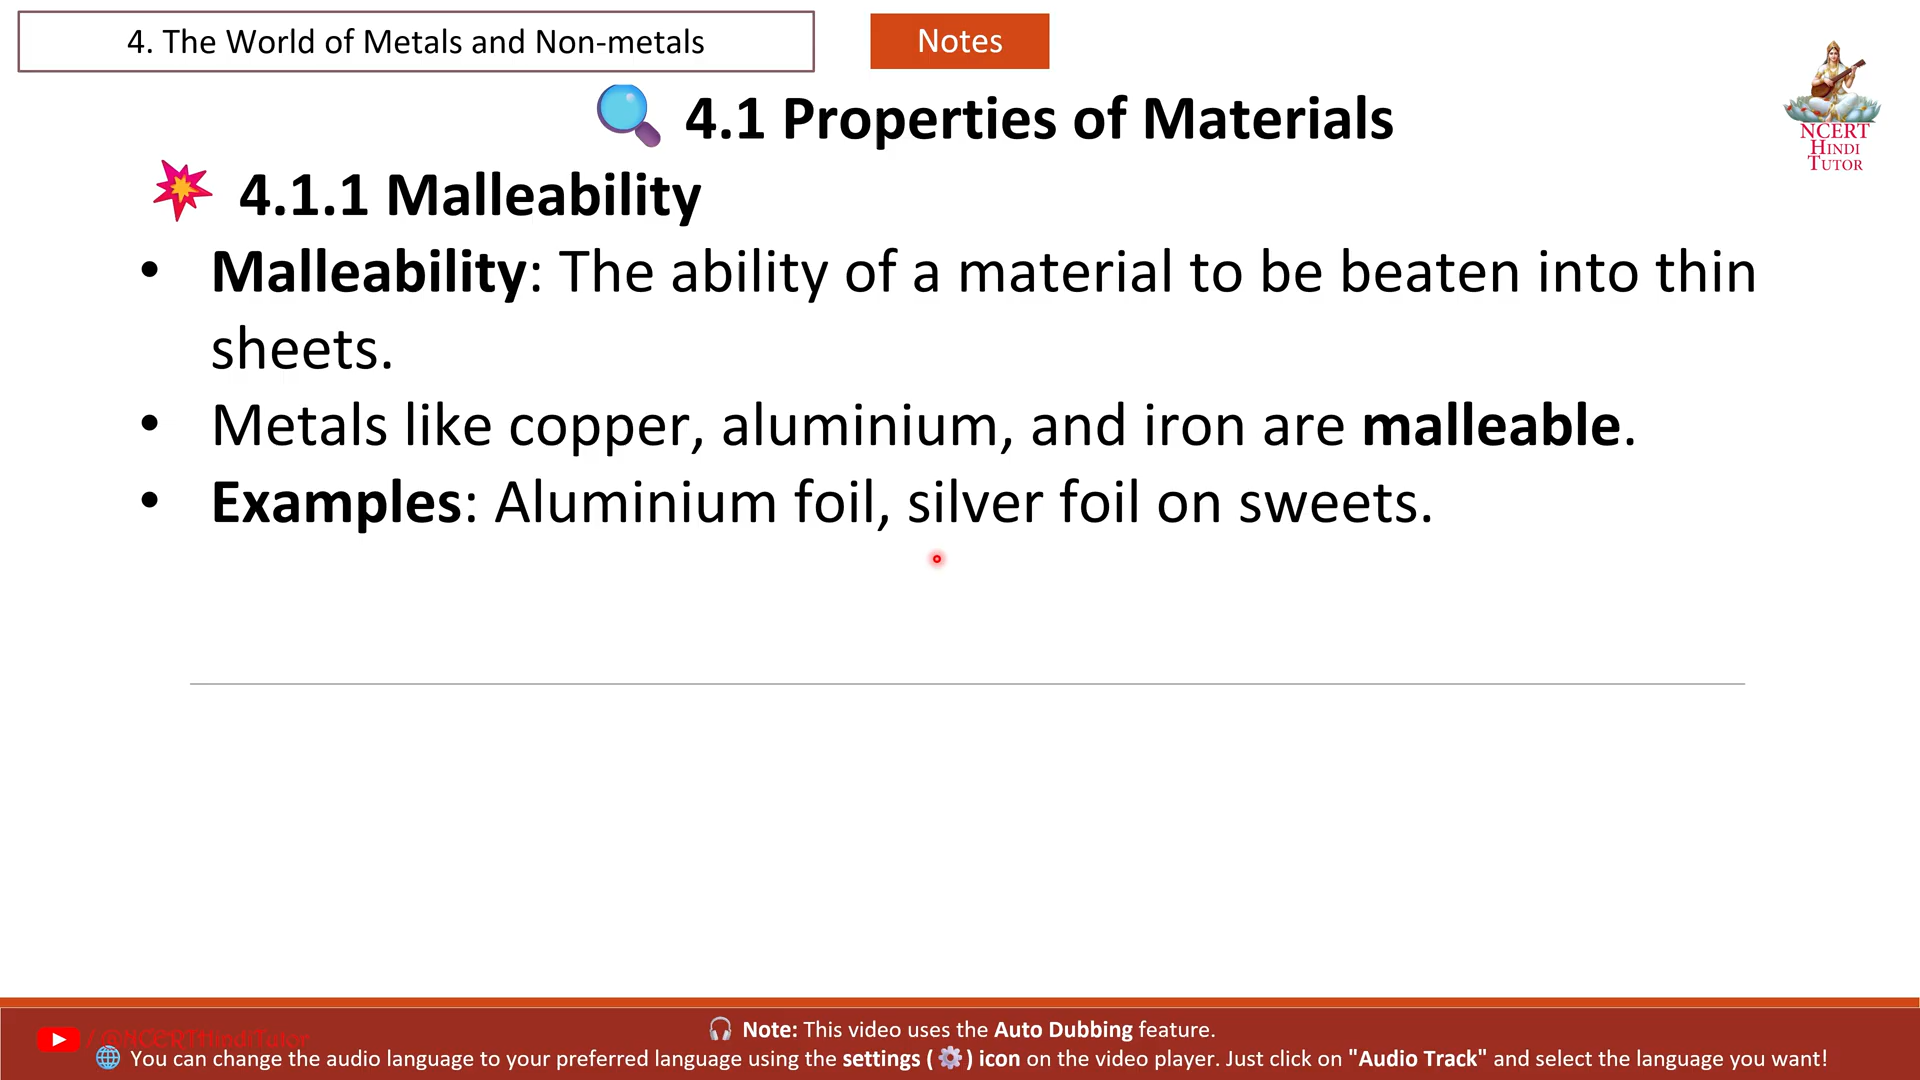 4. The World of Metals and Non-metals
Notes
NCERT
HINDI
TUTOR
4.1 Properties of Materials
4.1.1 Malleability
• Malleability: The ability of a material to be beaten into thin
sheets.
• Metals like copper, aluminium, and iron are malleable.
• Examples: Aluminium foil, silver foil on sweets.
Note: This video uses the Auto Dubbing feature.
/@NCERTHindiTutor
You can change the audio language to your preferred language using the settings ( ) icon on the video player. Just click on "Audio Track" and select the language you want!